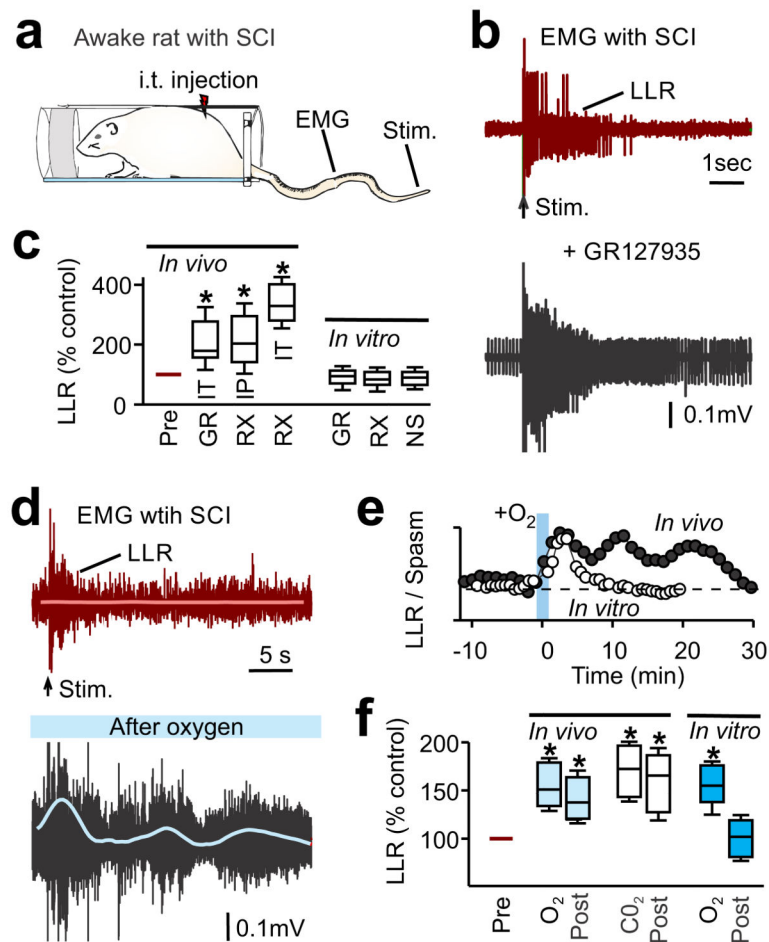 a
Awake rat with SCI
i.t. injection
EMG
Stim.
b
EMG with SCI
LLR
1sec
Stim.
+ GR127935
0.1mV
c
In vivo
In vitro
LLR (% control)
400
200
0
*
*
*
IT
IP
IT
Pre
GR
RX
RX
GR
RX
NS
d
EMG wtih SCI
LLR
5 s
Stim.
After oxygen
0.1mV
e
+O2
In vivo
In vitro
LLR / Spasm
-10
0
10
20
30
Time (min)
f
In vivo
In vitro
LLR (% control)
200
150
100
*
*
*
*
*
Pre
O2
Post
C02
Post
O2
Post